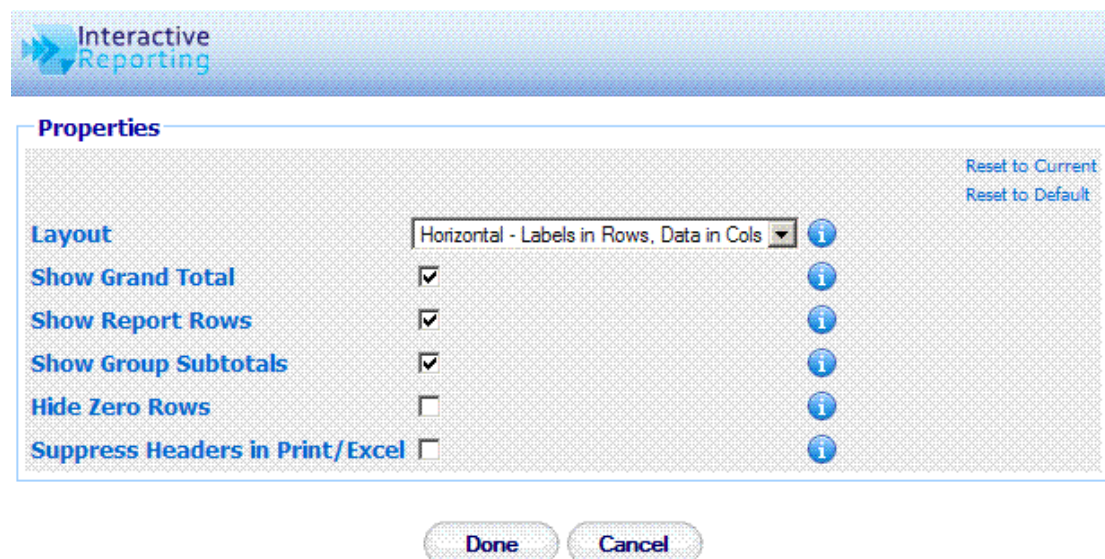 Interactive
Reporting
Properties
Reset to Current
Reset to Default
Layout Horizontal - Labels in Rows, Data in Cols
Show Grand Total
Show Report Rows
Show Group Subtotals
Hide Zero Rows
Suppress Headers in Print/Excel
Done Cancel